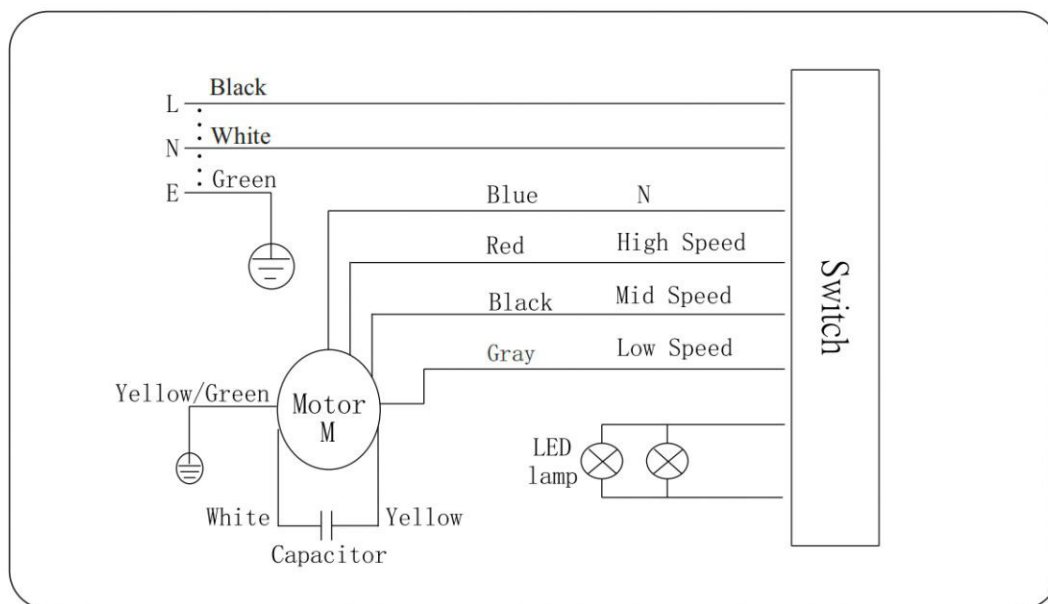 L Black
N White
E Green
Blue N
Red High Speed
Black Mid Speed
Gray Low Speed
Switch
Yellow/Green
Motor
M
LED
lamp
White Yellow
Capacitor